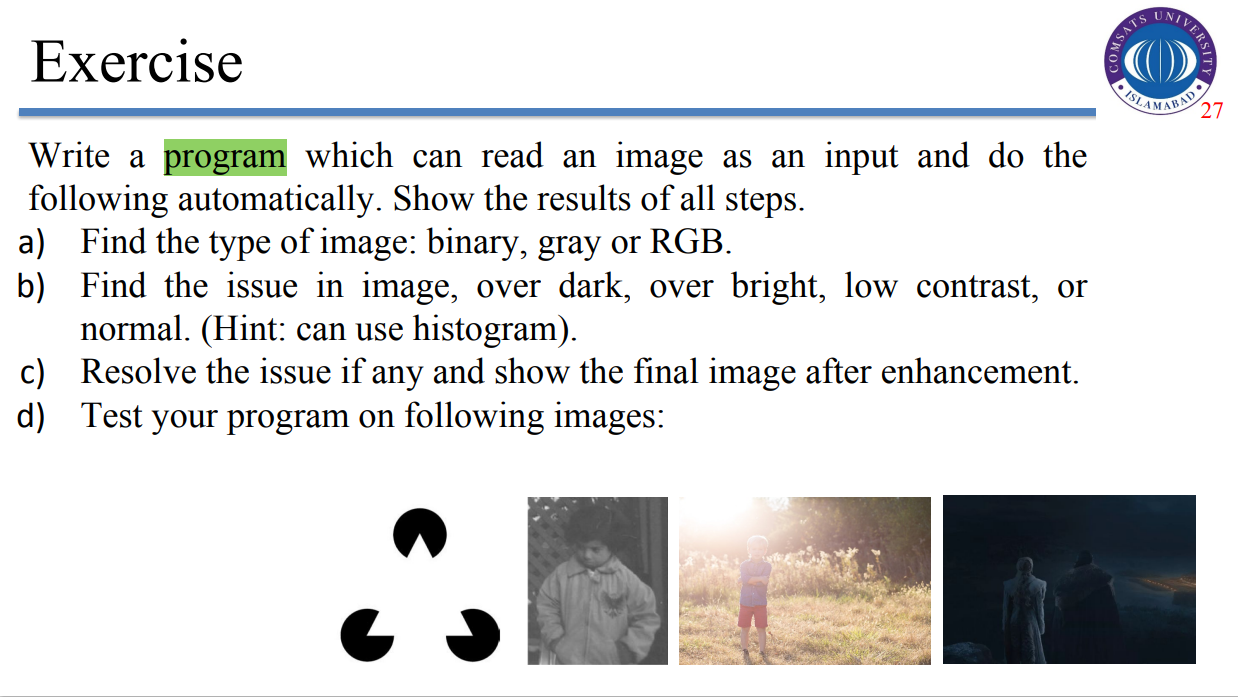 Exercise
COMSATS UNIVERSITY
ISLAMABAD
27
Write a program which can read an image as an input and do the
following automatically. Show the results of all steps.
a) Find the type of image: binary, gray or RGB.
b) Find the issue in image, over dark, over bright, low contrast, or
normal. (Hint: can use histogram).
c) Resolve the issue if any and show the final image after enhancement.
d) Test your program on following images: